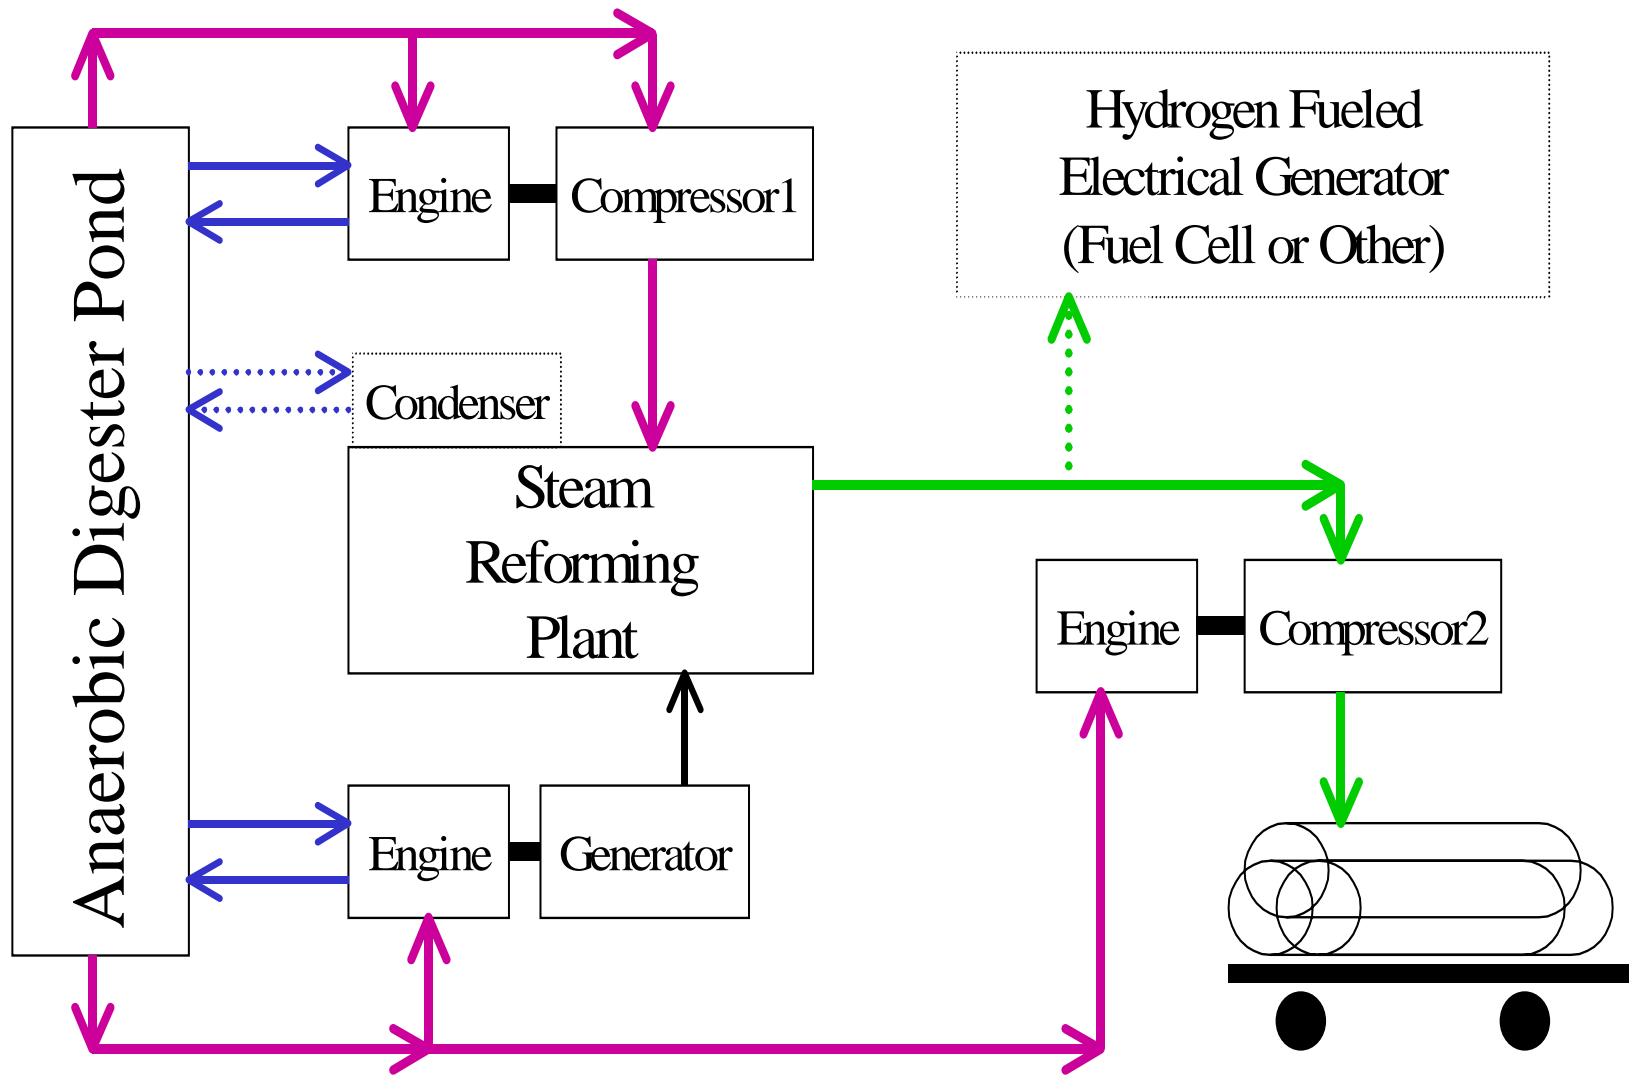 Anaerobic Digester Pond
Engine
Compressor1
Hydrogen Fueled
Electrical Generator
(Fuel Cell or Other)
Condenser
Steam
Reforming
Plant
Engine
Compressor2
Engine
Generator